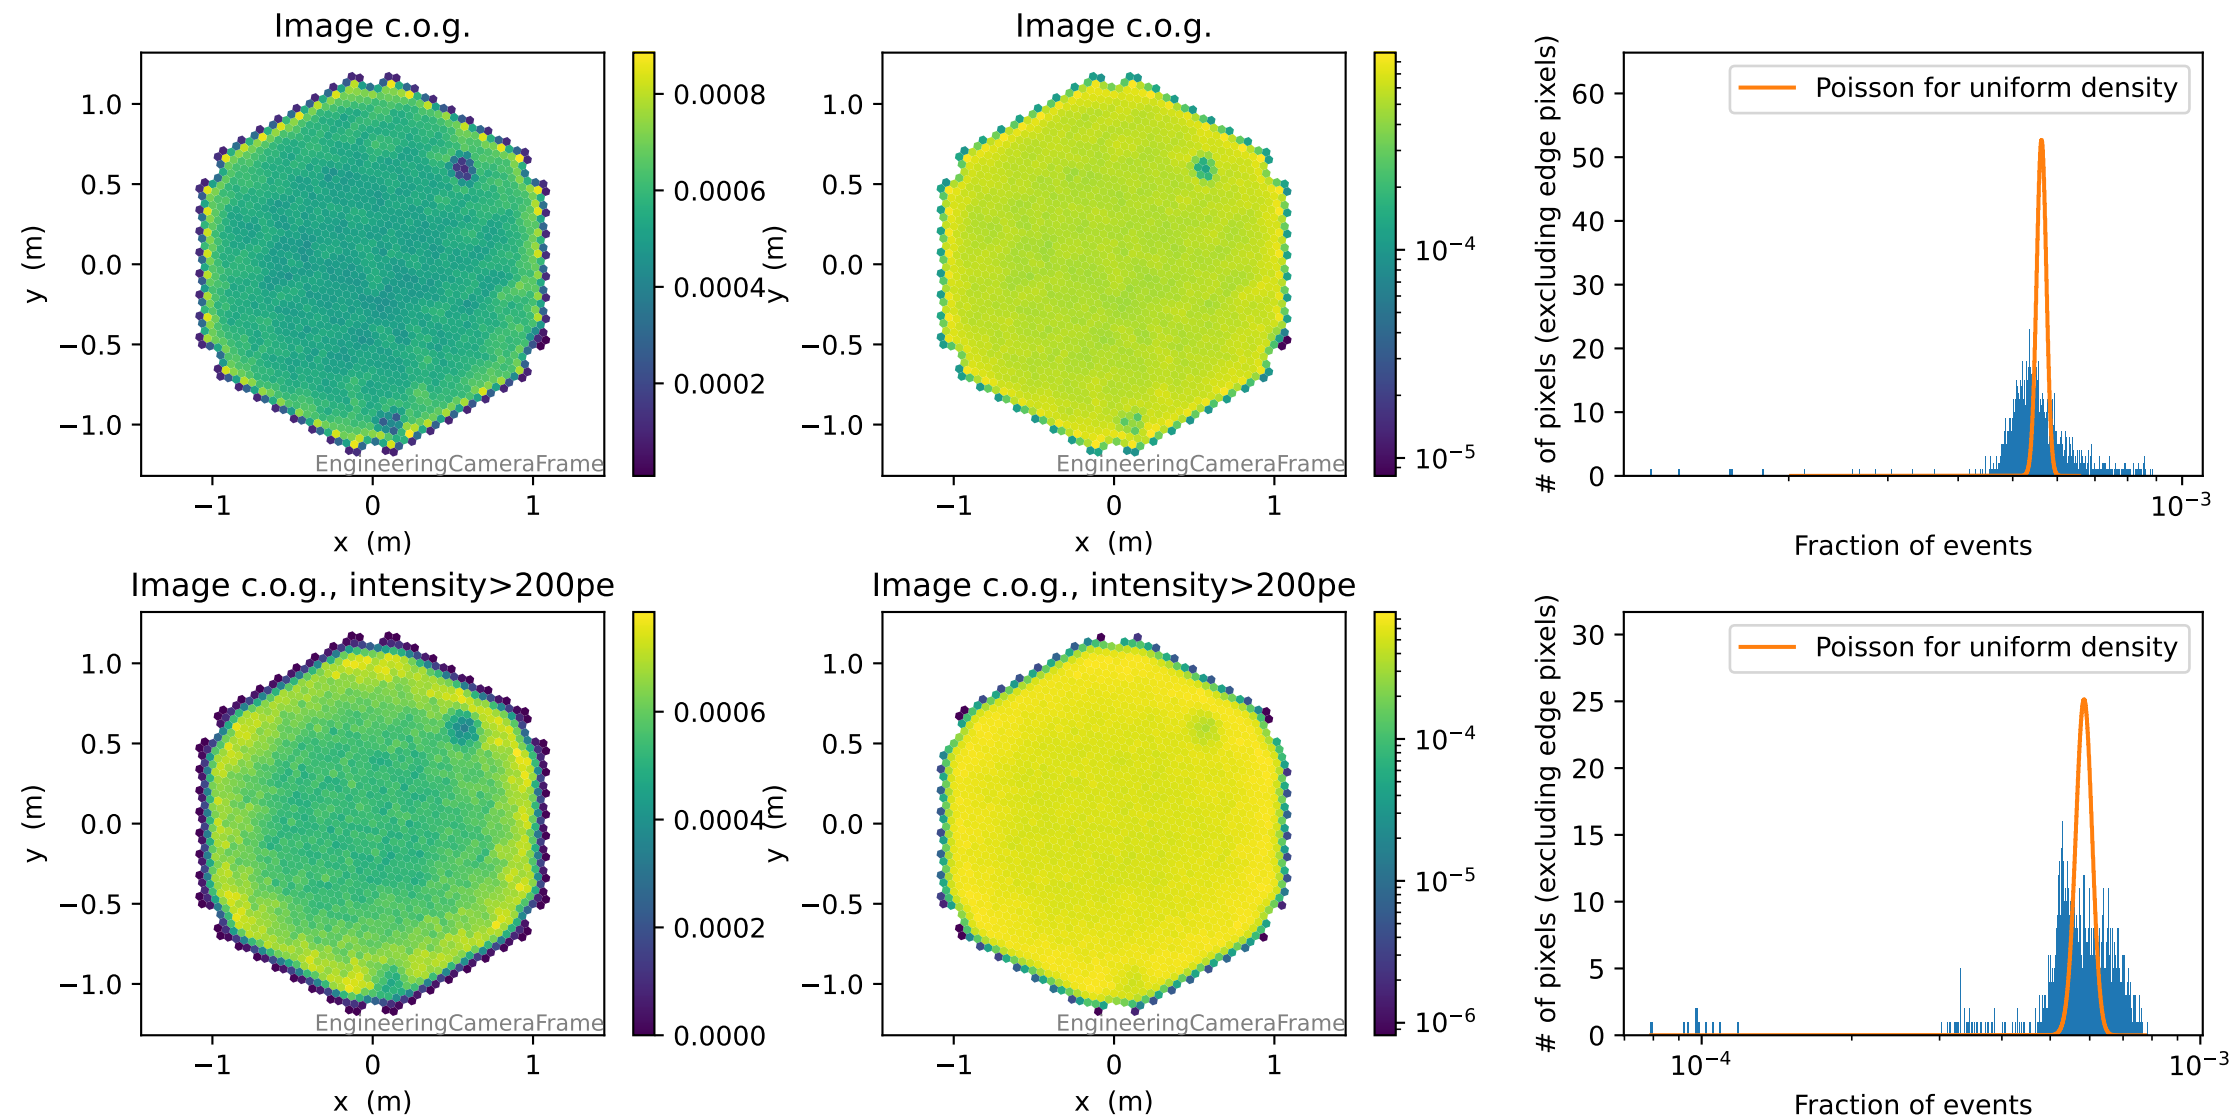 Image c.o.g.
1.0
0.5
0.0
−0.5
−1.0
y (m)
−1
0
1
x (m)
EngineeringCameraFrame
0.0008
0.0006
0.0004
0.0002
Image c.o.g.
1.0
0.5
0.0
−0.5
−1.0
y (m)
−1
0
1
x (m)
EngineeringCameraFrame
10⁻⁴
10⁻⁵
# of pixels (excluding edge pixels)
60
50
40
30
20
10
0
Poisson for uniform density
10⁻³
Fraction of events
Image c.o.g., intensity>200pe
1.0
0.5
0.0
−0.5
−1.0
y (m)
−1
0
1
x (m)
EngineeringCameraFrame
0.0006
0.0004
0.0002
0.0000
Image c.o.g., intensity>200pe
1.0
0.5
0.0
−0.5
−1.0
y (m)
−1
0
1
x (m)
EngineeringCameraFrame
10⁻⁴
10⁻⁵
10⁻⁶
# of pixels (excluding edge pixels)
30
25
20
15
10
5
0
Poisson for uniform density
10⁻⁴
10⁻³
Fraction of events